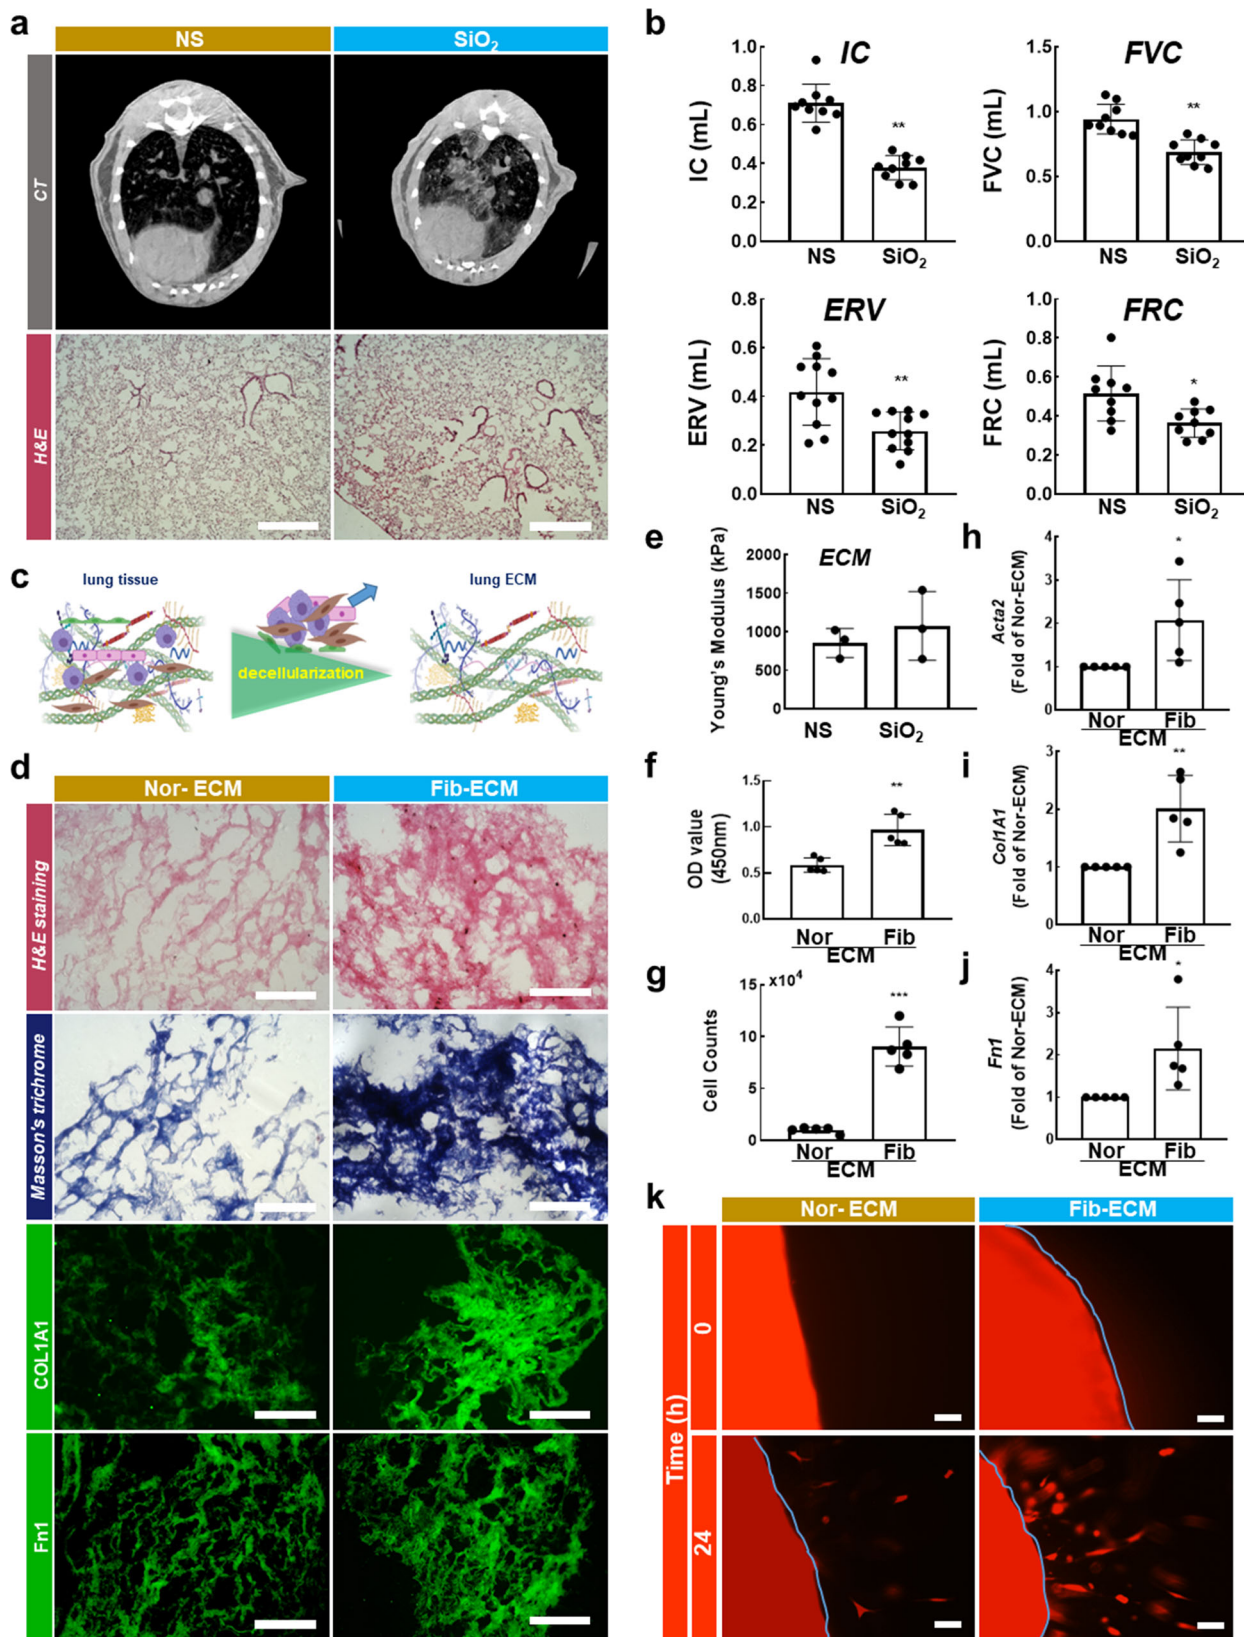 a
NS
SiO₂
CT
H&E
b
IC
IC (mL)
1.0
0.8
0.6
0.4
0.2
0.0
**
NS
SiO₂
FVC
FVC (mL)
1.5
1.0
0.5
0.0
**
NS
SiO₂
ERV
ERV (mL)
0.8
0.6
0.4
0.2
0.0
**
NS
SiO₂
FRC
FRC (mL)
1.0
0.8
0.6
0.4
0.2
0.0
*
NS
SiO₂
c
lung tissue
decellularization
lung ECM
d
Nor- ECM
Fib-ECM
H&E staining
Masson's trichrome
COL1A1
Fn1
e
ECM
Young's Modulus (kPa)
2000
1500
1000
500
0
NS
SiO₂
f
OD value
(450nm)
1.5
1.0
0.5
0.0
**
Nor
Fib
ECM
g
Cell Counts
x10⁴
15
10
5
0
***
Nor
Fib
ECM
h
Acta2
(Fold of Nor-ECM)
4
3
2
1
0
*
Nor
Fib
ECM
i
Col1A1
(Fold of Nor-ECM)
3
2
1
0
**
Nor
Fib
ECM
j
Fn1
(Fold of Nor-ECM)
4
3
2
1
0
*
Nor
Fib
ECM
k
Nor- ECM
Fib-ECM
Time (h)
0
24